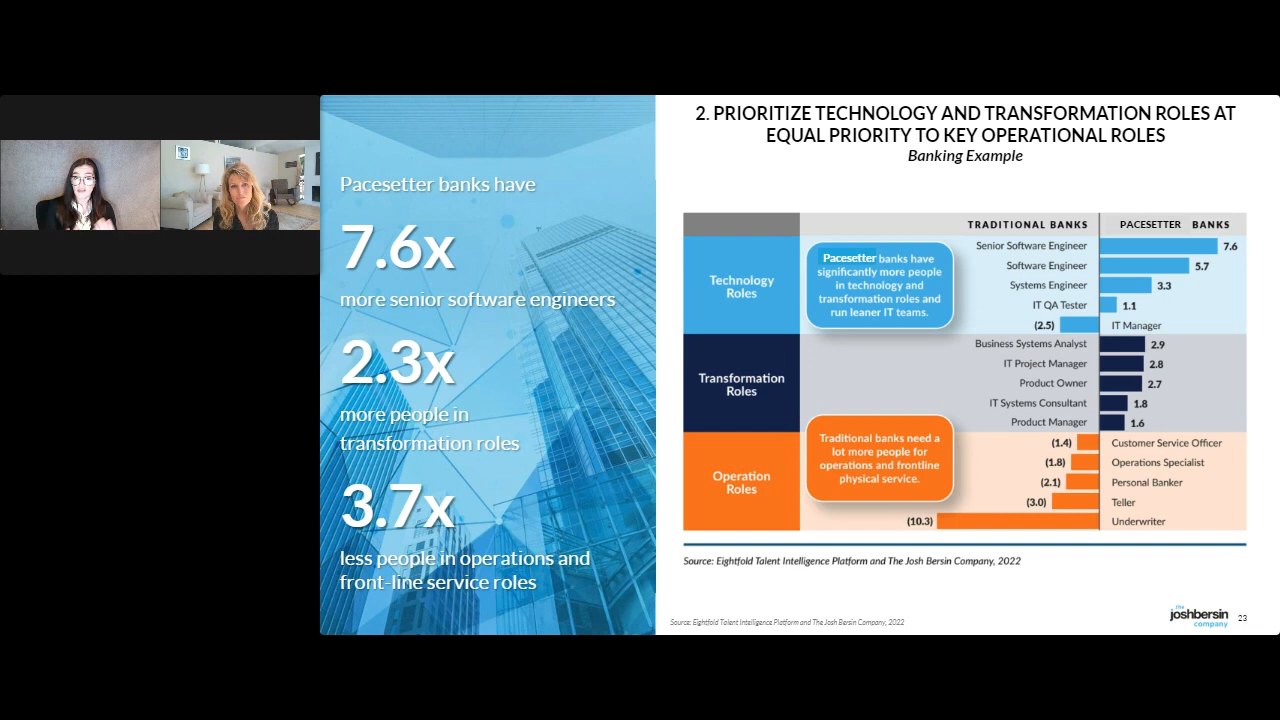 Pacesetter banks have
7.6x
more senior software engineers
2.3x
more people in
transformation roles
3.7x
less people in operations and
front-line service roles
2. PRIORITIZE TECHNOLOGY AND TRANSFORMATION ROLES AT
EQUAL PRIORITY TO KEY OPERATIONAL ROLES
Banking Example
TRADITIONAL BANKS PACESETTER BANKS
Technology
Roles
Pacesetter banks have
significantly more people
in technology and
transformation roles and
run leaner IT teams.
Senior Software Engineer 7.6
Software Engineer 5.7
Systems Engineer 3.3
IT QA Tester 1.1
(2.5) IT Manager
Transformation
Roles
Business Systems Analyst 2.9
IT Project Manager 2.8
Product Owner 2.7
IT Systems Consultant 1.8
Product Manager 1.6
Operation
Roles
Traditional banks need a
lot more people for
operations and frontline
physical service.
(1.4) Customer Service Officer
(1.8) Operations Specialist
(2.1) Personal Banker
(3.0) Teller
(10.3) Underwriter
Source: Eightfold Talent Intelligence Platform and The Josh Bersin Company, 2022
Source: Eightfold Talent Intelligence Platform and The Josh Bersin Company, 2022
the
joshbersin
company
23